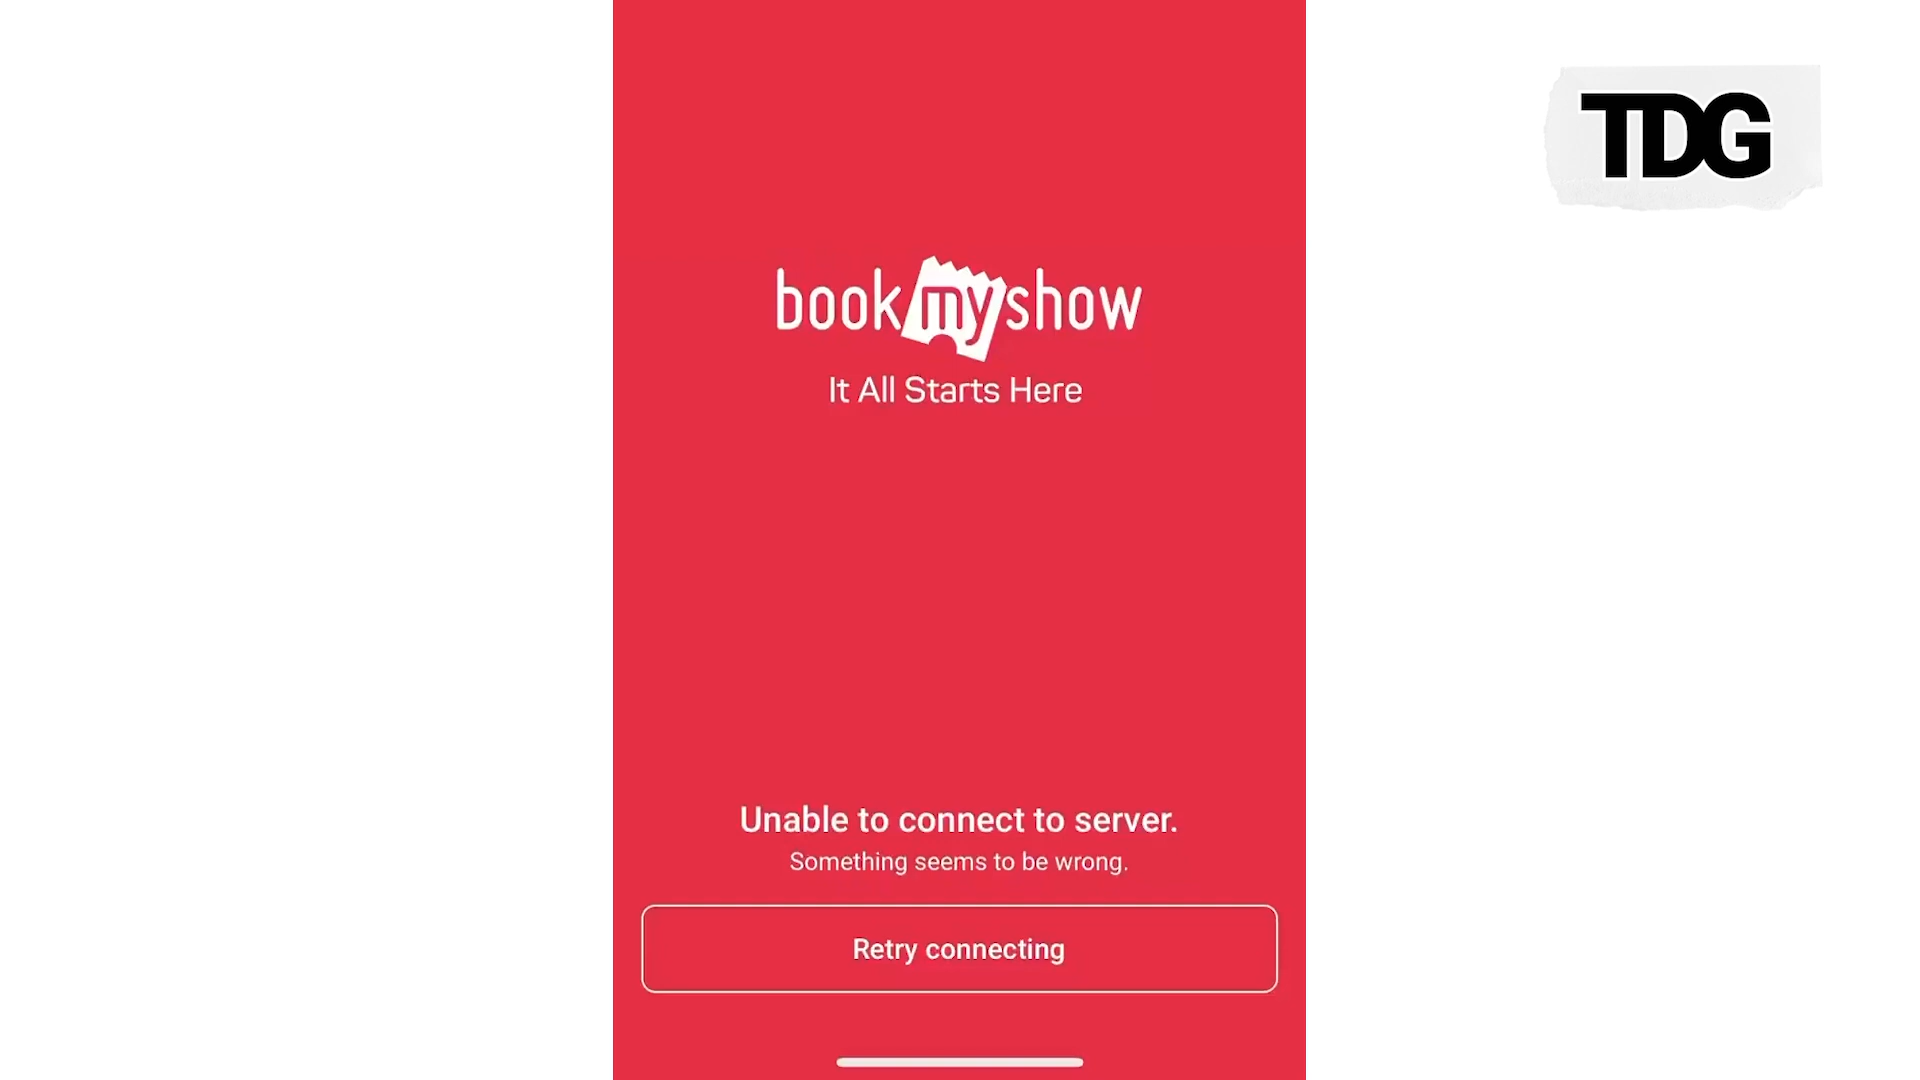 TDG
bookmyshow
It All Starts Here
Unable to connect to server.
Something seems to be wrong.
Retry connecting